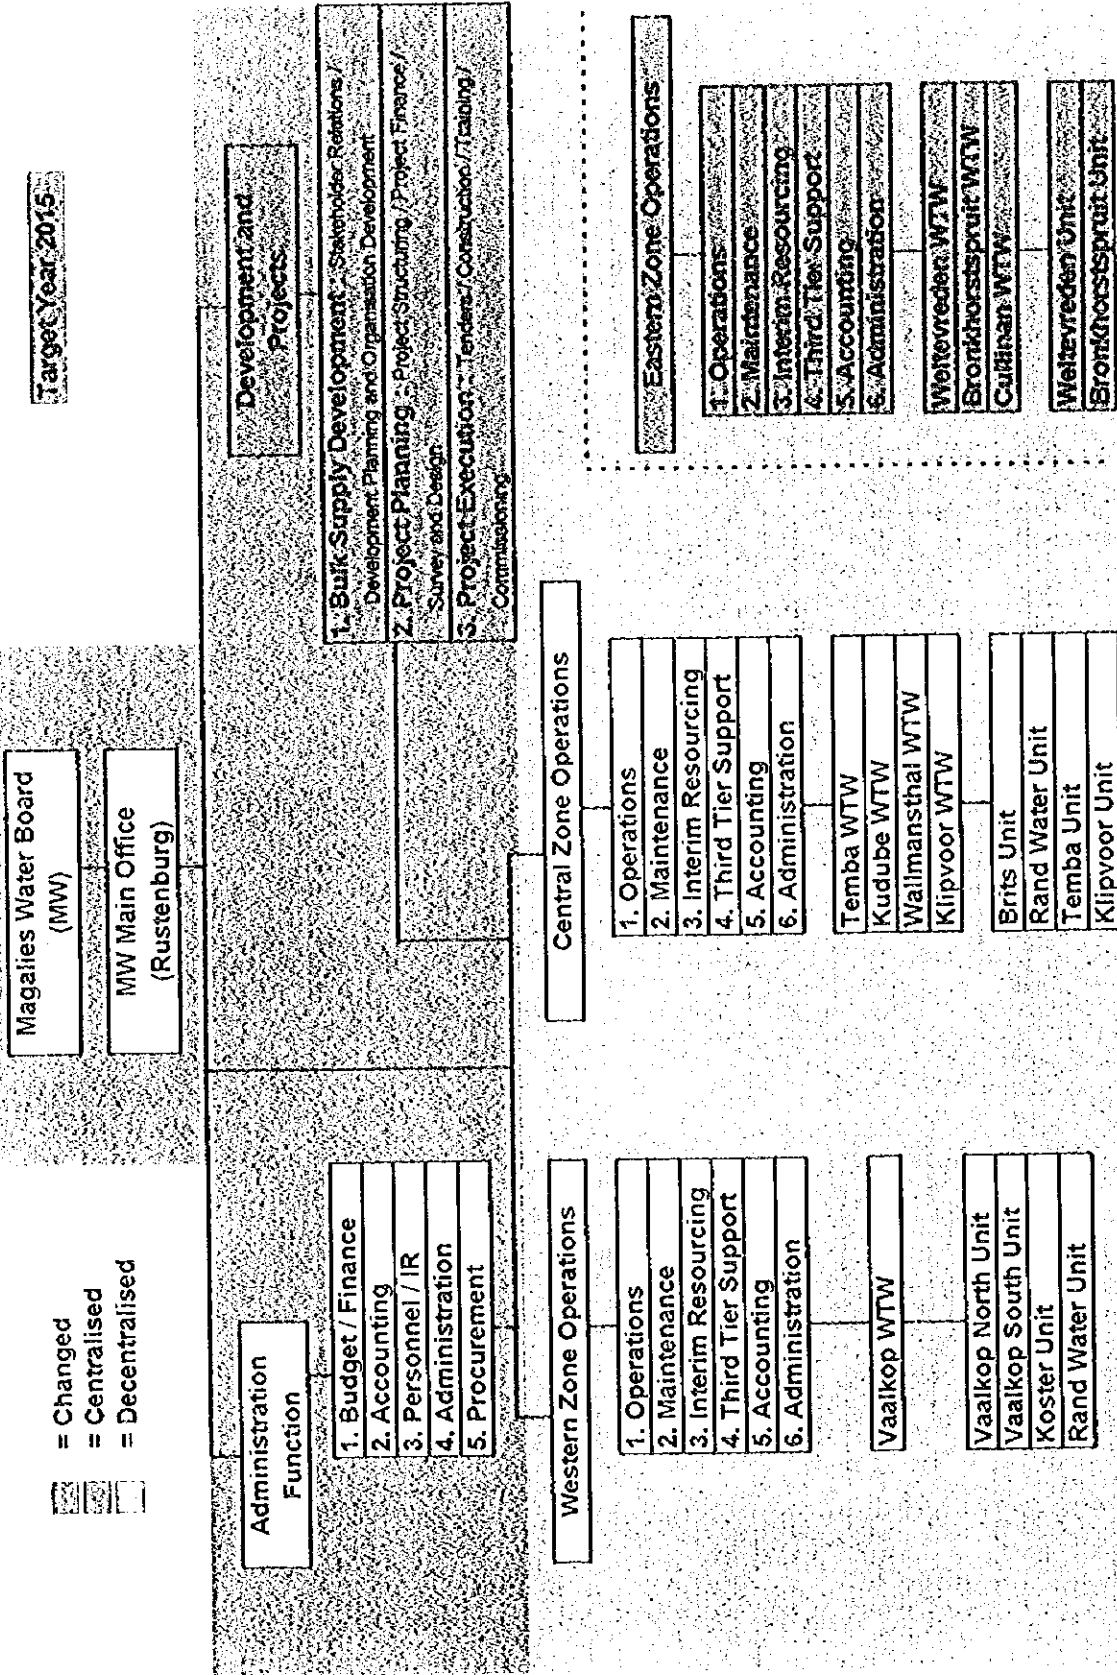 Target Year 2015
= Changed
= Centralised
= Decentralised
Magalies Water Board
(MW)
MW Main Office
(Rustenburg)
Administration
Function
1. Budget / Finance
2. Accounting
3. Personnel / IR
4. Administration
5. Procurement
Development and
Projects
1. Bulk Supply Development - Stakeholder Relations /
Development Planning and Organisation Development
2. Project Planning - Project Structuring / Project Finance /
Survey and Design
3. Project Execution - Tenders / Construction / Training /
Commissioning
Western Zone Operations
1. Operations
2. Maintenance
3. Interim Resourcing
4. Third Tier Support
5. Accounting
6. Administration
Vaalkop WTW
Vaalkop North Unit
Vaalkop South Unit
Koster Unit
Rand Water Unit
Central Zone Operations
1. Operations
2. Maintenance
3. Interim Resourcing
4. Third Tier Support
5. Accounting
6. Administration
Temba WTW
Kudube WTW
Wallmansthal WTW
Klipvoor WTW
Brits Unit
Rand Water Unit
Temba Unit
Klipvoor Unit
Eastern Zone Operations
1. Operations
2. Maintenance
3. Interim Resourcing
4. Third Tier Support
5. Accounting
6. Administration
Weltevreden WTW
Bronkhorstspruit WTW
Cullinan WTW
Weltevreden Unit
Bronkhorstspruit Unit